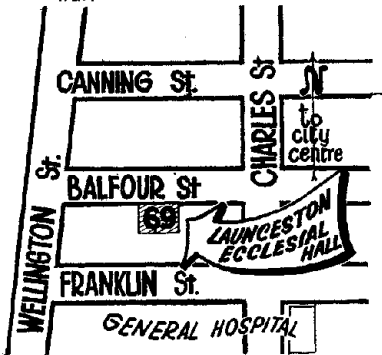 CANNING St.
CHARLES St
N
to
city
centre
WELLINGTON St.
BALFOUR St
69
LAUNCESTON
ECCLESIAL
HALL
FRANKLIN St.
GENERAL HOSPITAL